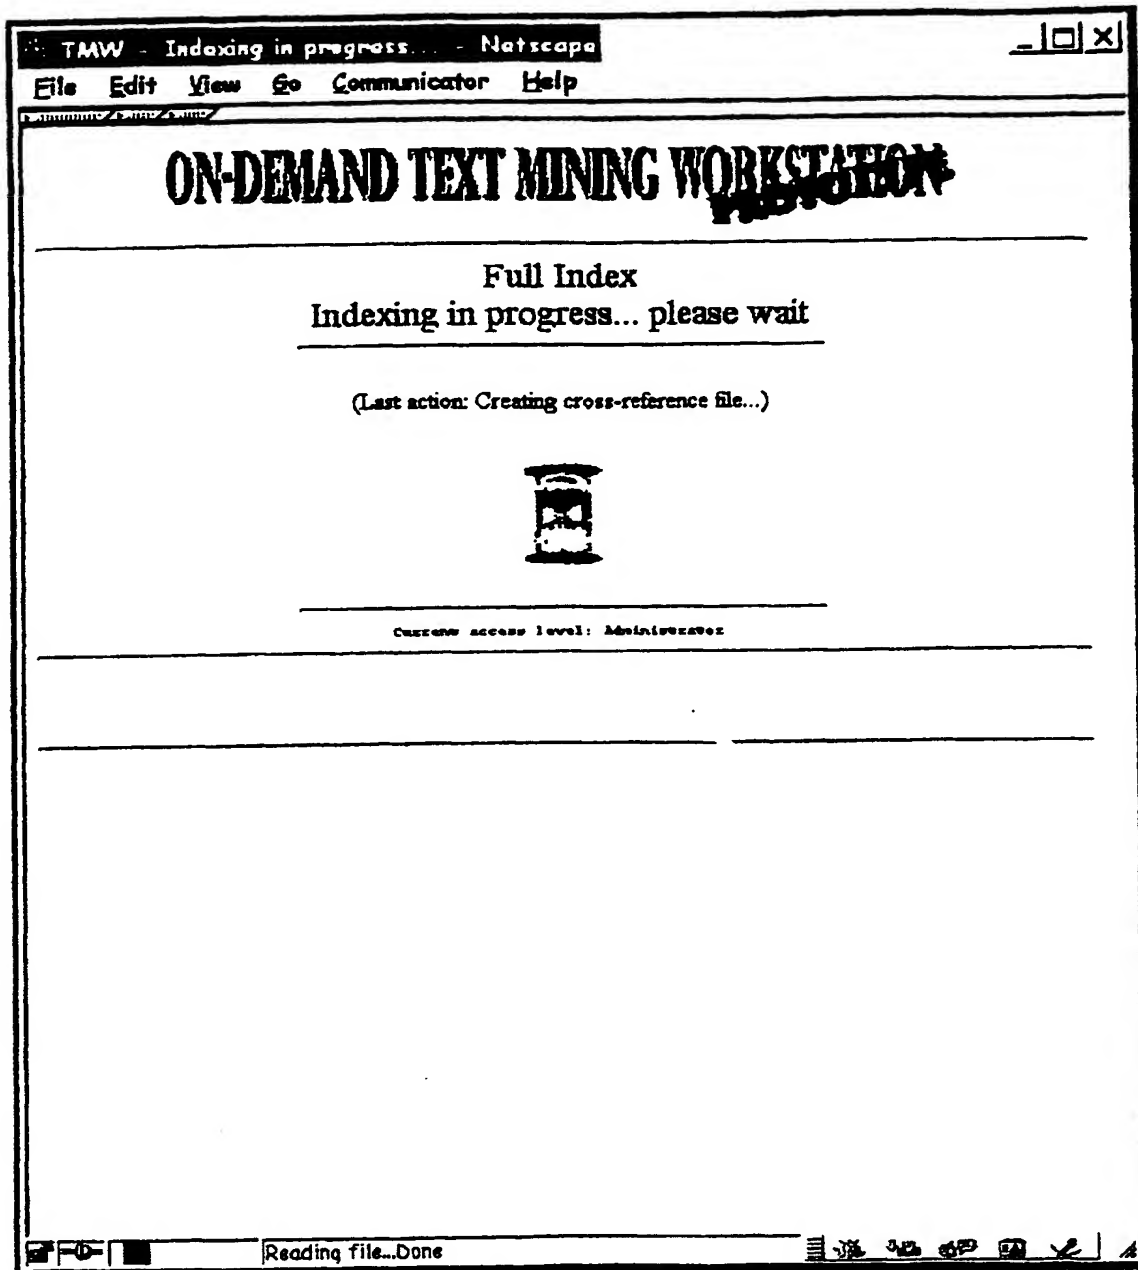 TMW - Indexing in progress... - Netscape
File Edit View Go Communicator Help
ON-DEMAND TEXT MINING WORKSTATION
Full Index
Indexing in progress... please wait
(Last action: Creating cross-reference file...)
Current access level: Administrator
Reading file...Done